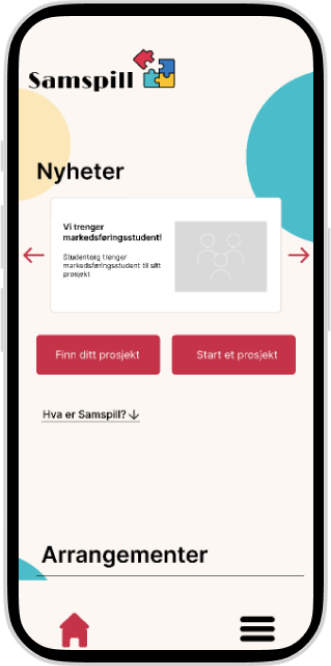 Samspill
Nyheter
Vi trenger
markedsføringsstudent!
Studentorg trenger
markedsføringsstudent til sitt
prosjekt
Finn ditt prosjekt
Start et prosjekt
Hva er Samspill?
Arrangementer